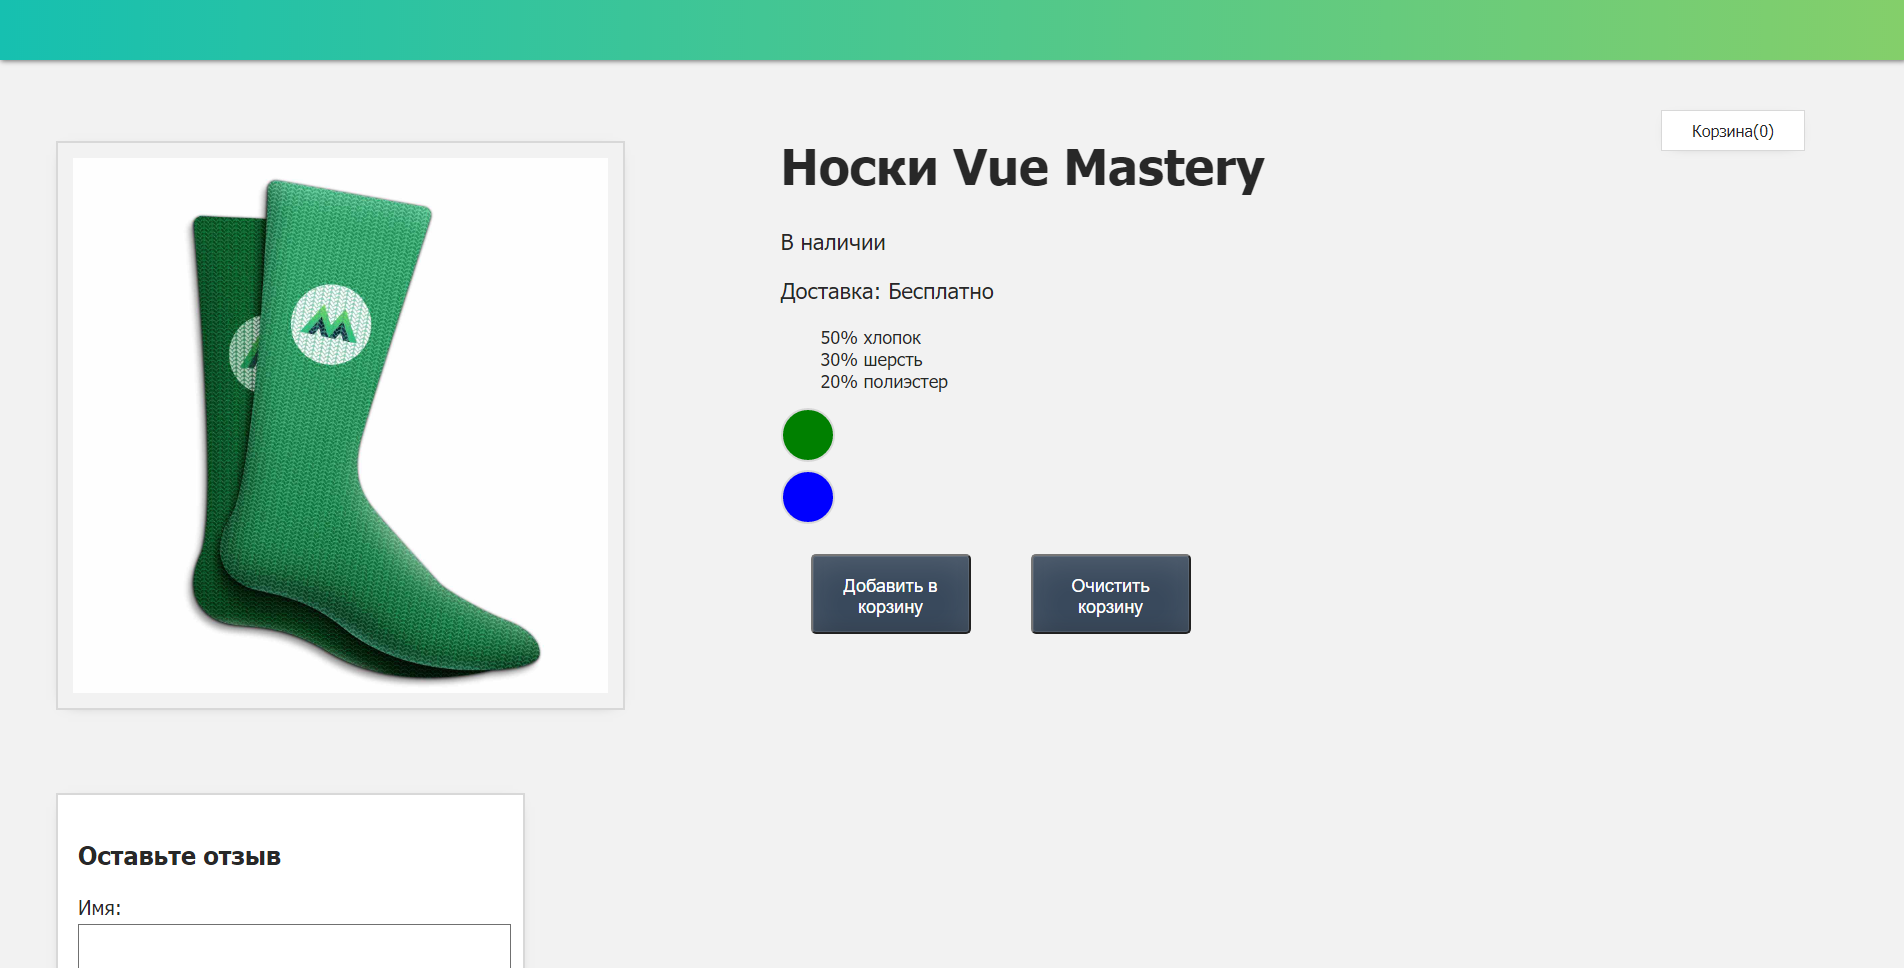 Корзина(0)
Носки Vue Mastery
В наличии
Доставка: Бесплатно
50% хлопок
30% шерсть
20% полиэстер
Добавить в
корзину
Очистить
корзину
Оставьте отзыв
Имя: